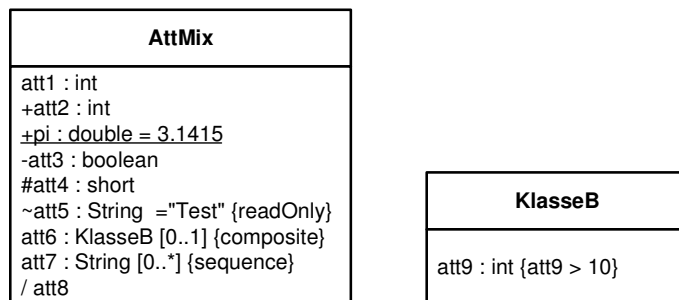 AttMix
att1 : int
+att2 : int
+pi : double = 3.1415
-att3 : boolean
#att4 : short
~att5 : String ="Test" {readOnly}
att6 : KlasseB [0..1] {composite}
att7 : String [0..*] {sequence}
/ att8
KlasseB
att9 : int {att9 > 10}